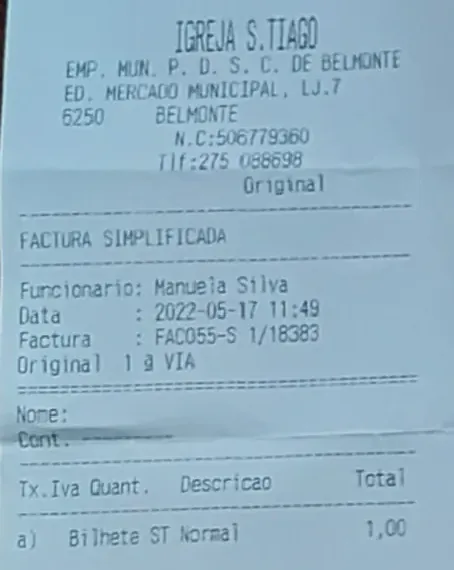 IGREJA S.TIAGO
EMP. MUN. P. D. S. C. DE BELMONTE
ED. MERCADO MUNICIPAL, LJ.7
6250 BELMONTE
N.C:506779360
Tlf:275 088698
Original
FACTURA SIMPLIFICADA
Funcionario: Manuela Silva
Data : 2022-05-17 11:49
Factura : FAC055-S 1/18383
Original 1 ª VIA
Nome:
Cont.
Tx.Iva Quant. Descricao Total
a) Bilhete ST Normal 1,00